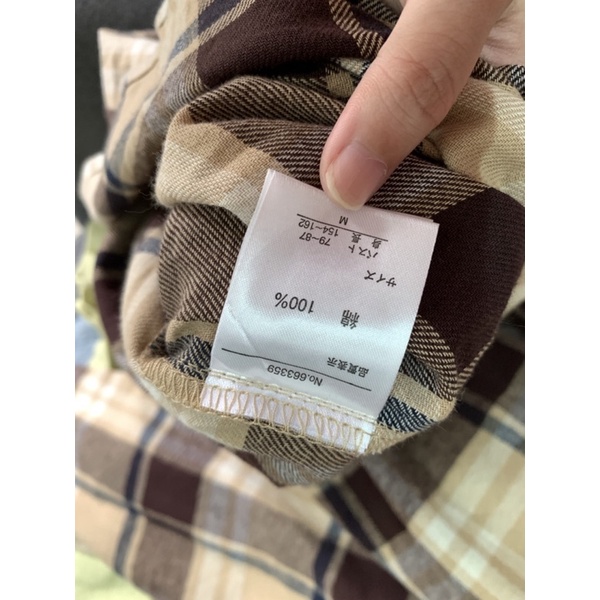 No.663359
品質表示
綿 100%
サイズ
バスト 79-87
身長 154-162
M